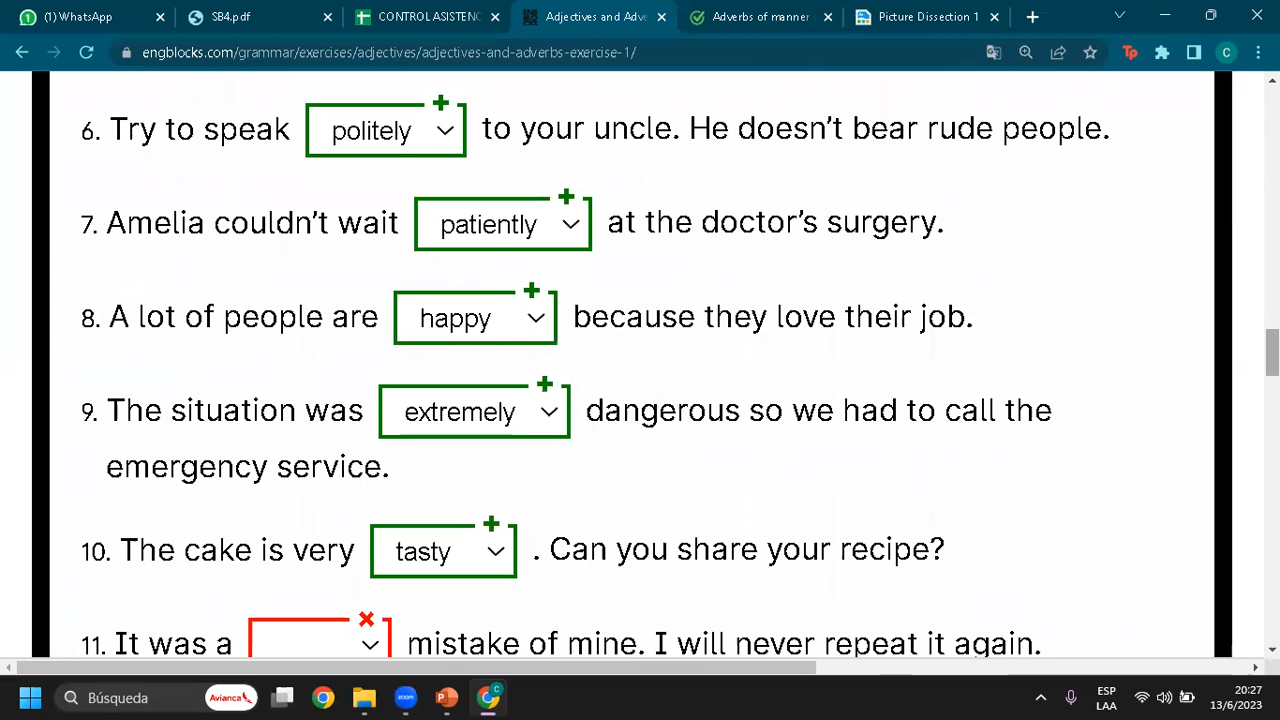 (1) WhatsApp
SB4.pdf
CONTROL ASISTENC
Adjectives and Adve
Adverbs of manner
Picture Dissection 1
engblocks.com/grammar/exercises/adjectives/adjectives-and-adverbs-exercise-1/
C
6. Try to speak politely to your uncle. He doesn't bear rude people.
7. Amelia couldn't wait patiently at the doctor's surgery.
8. A lot of people are happy because they love their job.
9. The situation was extremely dangerous so we had to call the
emergency service.
10. The cake is very tasty . Can you share your recipe?
11. It was a mistake of mine. I will never repeat it again.
Búsqueda
Avianca
ESP
LAA
20:27
13/6/2023